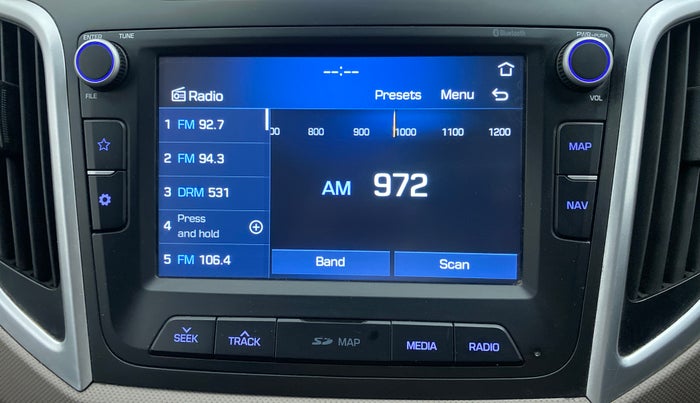 ENTER TUNE
Bluetooth
PWR•PUSH
FILE
VOL
--:--
Radio
Presets Menu
1 FM 92.7
2 FM 94.3
3 DRM 531
4 Press
and hold
5 FM 106.4
800 900 1000 1100 1200
AM 972
Band
Scan
MAP
NAV
SEEK
TRACK
SD MAP
MEDIA
RADIO